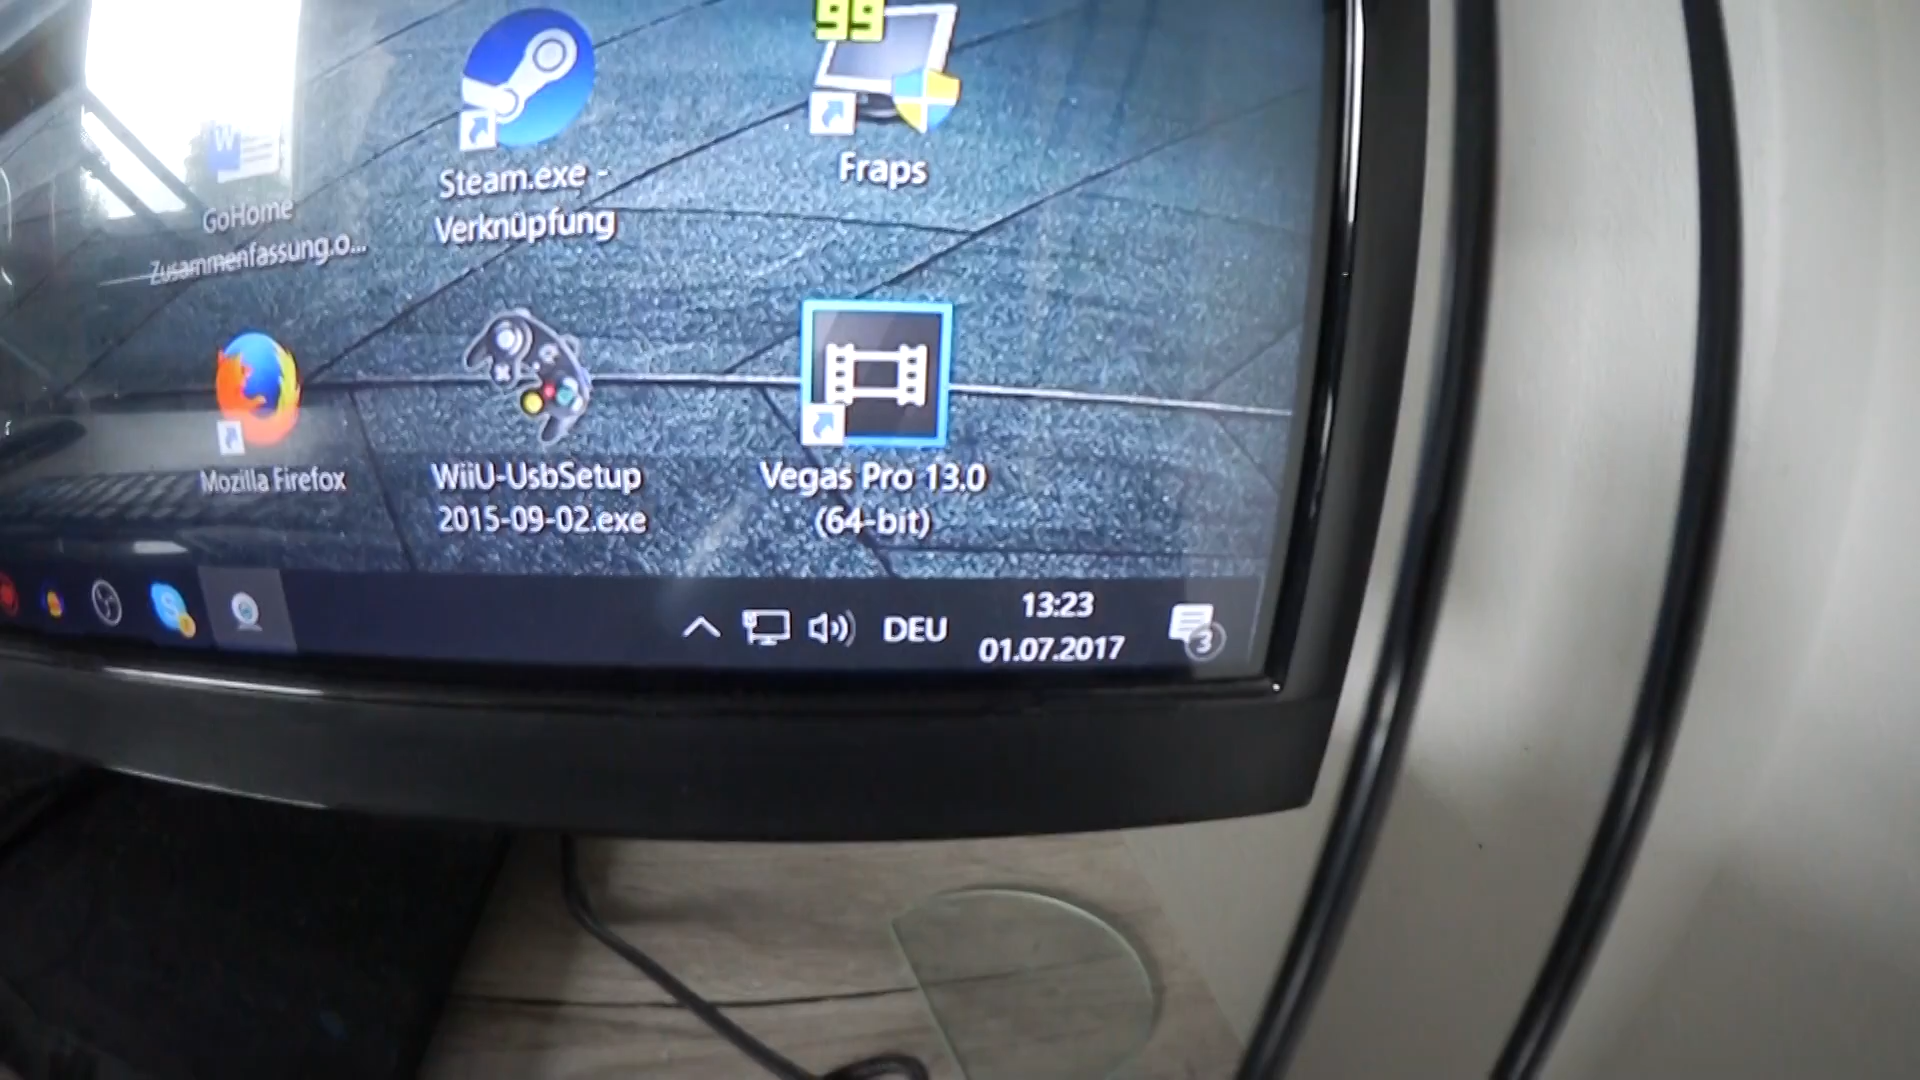 99
W
GoHome
Zusammenfassung.o...
Steam.exe -
Verknüpfung
Fraps
Mozilla Firefox
WiiU-UsbSetup
2015-09-02.exe
Vegas Pro 13.0
(64-bit)
S
DEU
13:23
01.07.2017
3